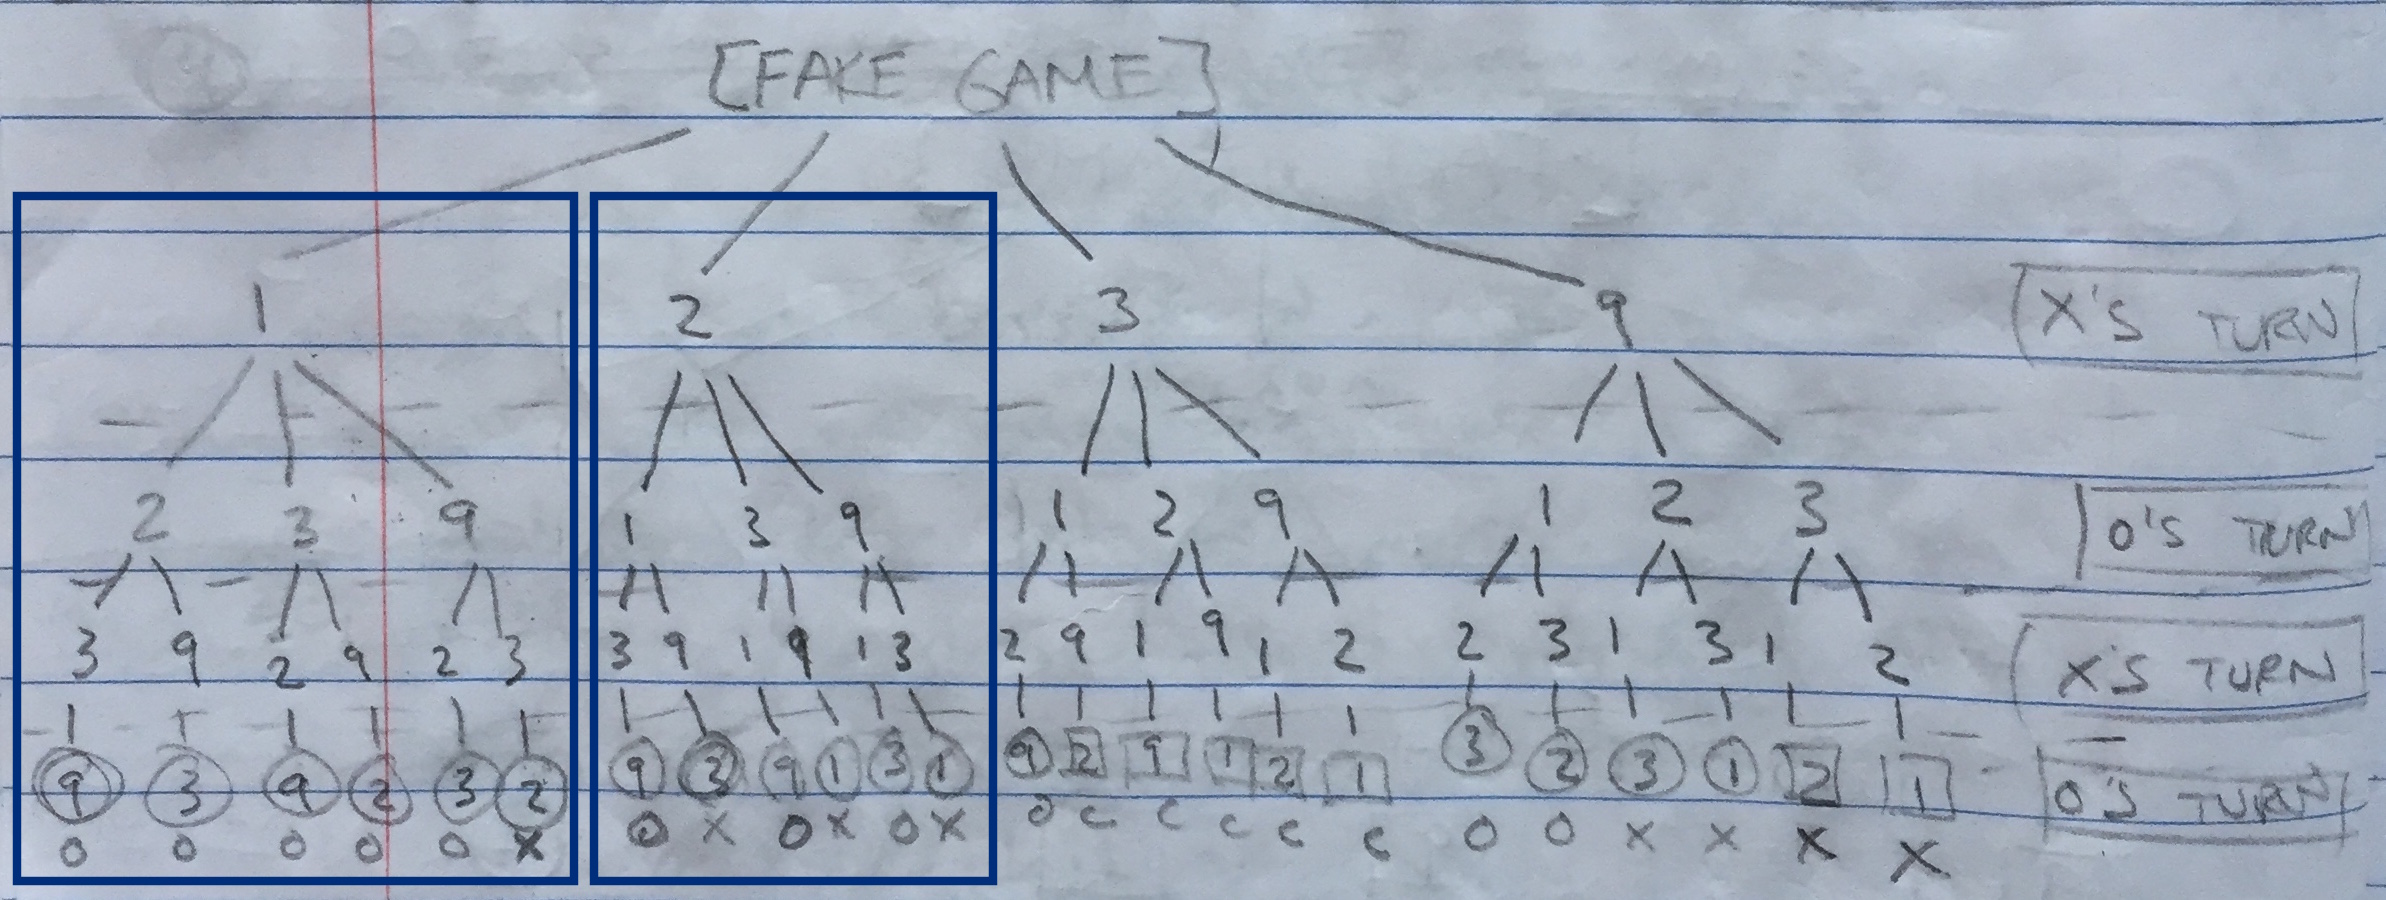 [FAKE GAME]
1 2 3 9 X'S TURN
2 3 9 1 3 9 1 2 9 1 2 3 O'S TURN
3 9 2 9 2 3 3 9 1 9 1 3 2 9 1 9 1 2 2 3 1 3 1 2 X'S TURN
9 3 9 2 3 2 9 3 9 1 3 1 9 2 9 1 2 1 3 2 3 1 2 1 O'S TURN
O O O O O X O X O X O X O C C C C C O O X X X X